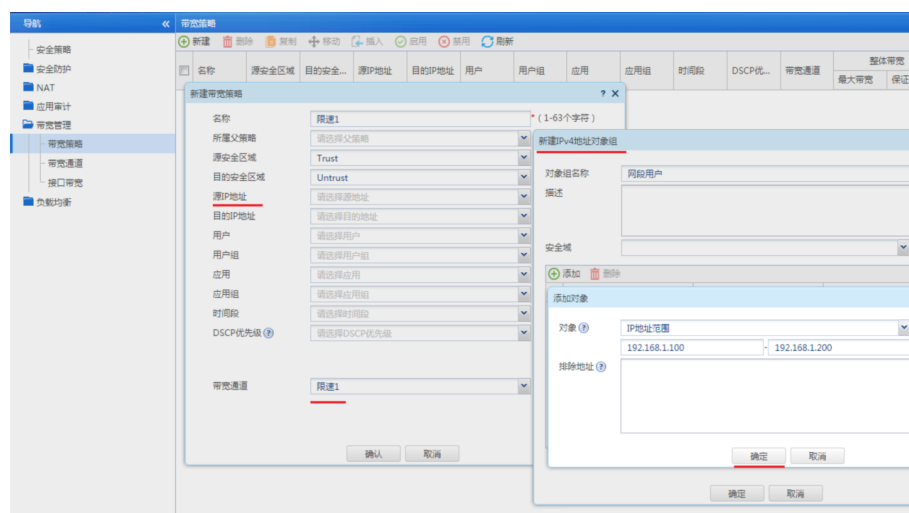 导航 «
安全策略
安全防护
NAT
应用审计
带宽管理
带宽策略
带宽通道
接口带宽
负载均衡
带宽策略
新建 删除 复制 移动 插入 启用 禁用 刷新
名称 源安全区域 目的安全... 源IP地址 目的IP地址 用户 用户组 应用 应用组 时间段 DSCP优... 带宽通道 整体带宽
最大带宽 保证
新建带宽策略 ? X
名称 限速1 * (1-63个字符)
所属父策略 请选择父策略
源安全区域 Trust
目的安全区域 Untrust
源IP地址 请选择源地址
目的IP地址 请选择目的地址
用户 请选择用户
用户组 请选择用户组
应用 请选择应用
应用组 请选择应用组
时间段 请选择时间段
DSCP优先级 ? 请选择DSCP优先级
带宽通道 限速1
确认 取消
新建IPv4地址对象组
对象组名称 网段用户
描述
安全域
添加 删除
添加对象
对象 ? IP地址范围
192.168.1.100 - 192.168.1.200
排除地址 ?
确定 取消
确定 取消